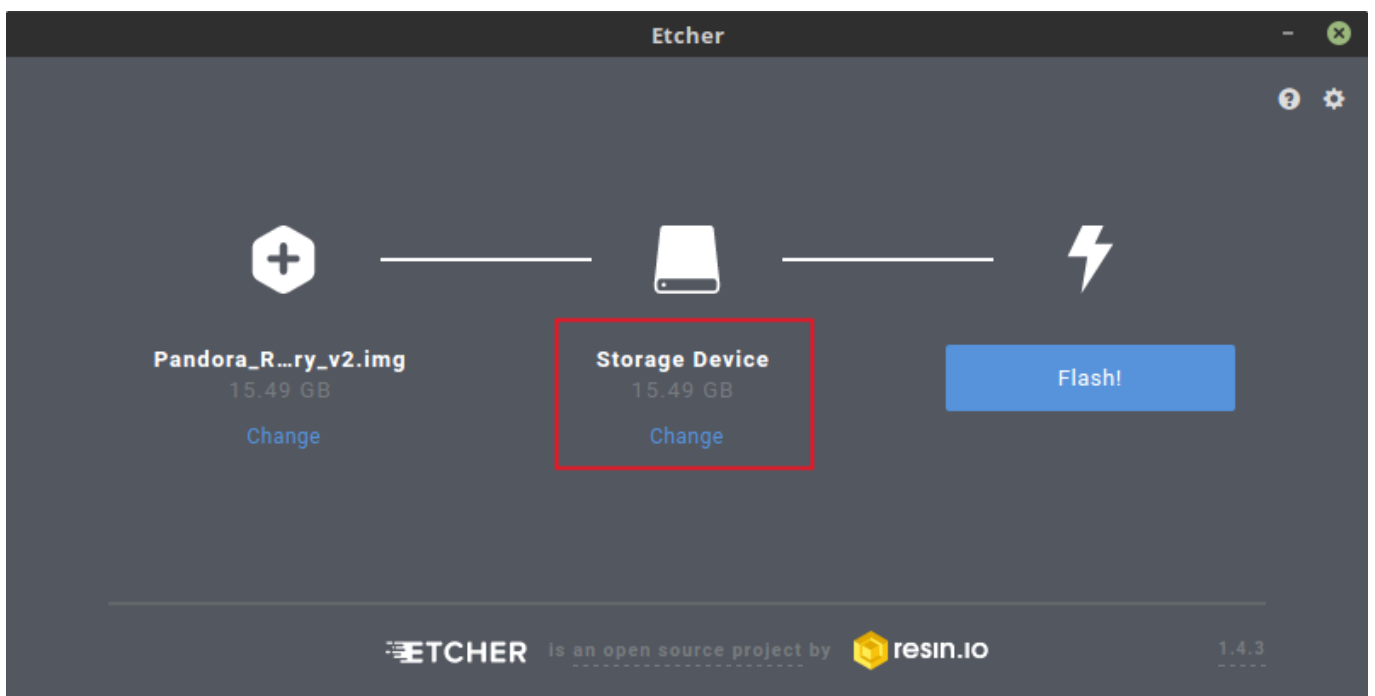 Etcher
Pandora_R...ry_v2.img
15.49 GB
Change
Storage Device
15.49 GB
Change
Flash!
ETCHER is an open source project by resin.io 1.4.3